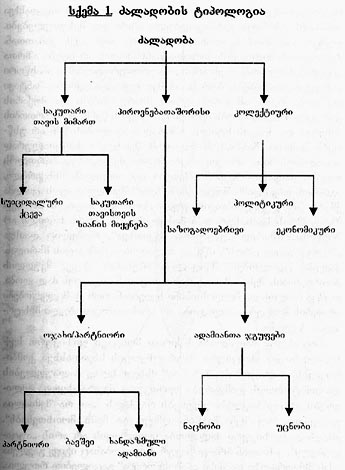 სქემა 1. ძალადობის ტიპოლოგია
ძალადობა
საკუთარი
თავის მიმართ
პიროვნებათაშორისი
კოლექტიური
სუიციდალური
ქცევა
საკუთარი
თავისთვის
ზიანის მიყენება
პოლიტიკური
საზოგადოებრივი
ეკონომიკური
ოჯახი/პარტნიორი
ადამიანთა ჯგუფები
პარტნიორი
ბავშვი
ხანდაზმული
ადამიანი
ნაცნობი
უცნობი